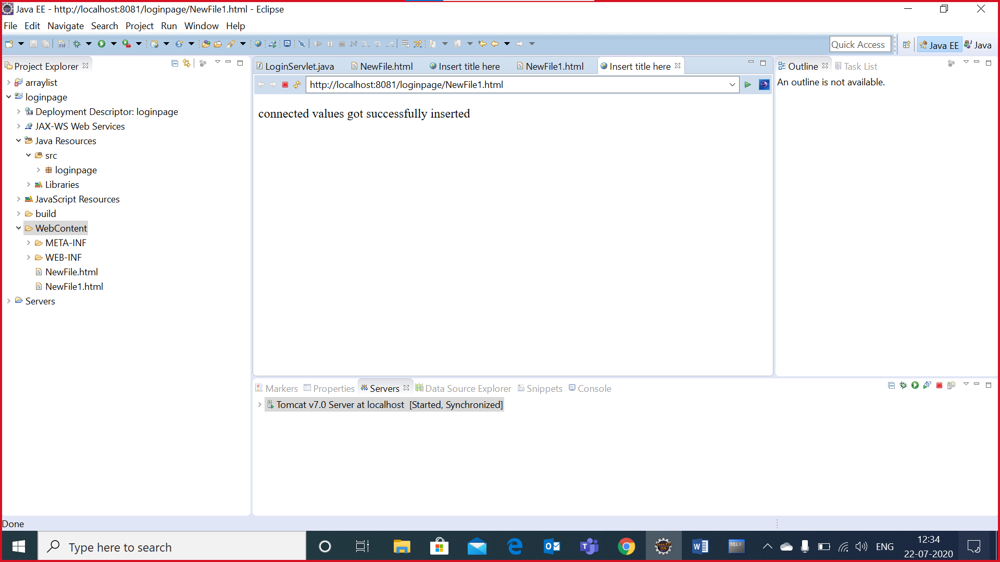 Java EE - http://localhost:8081/loginpage/NewFile1.html - Eclipse
File Edit Navigate Search Project Run Window Help
Quick Access
Java EE
Java
Project Explorer
arraylist
loginpage
Deployment Descriptor: loginpage
JAX-WS Web Services
Java Resources
src
loginpage
Libraries
JavaScript Resources
build
WebContent
META-INF
WEB-INF
NewFile.html
NewFile1.html
Servers
LoginServlet.java NewFile.html Insert title here NewFile1.html Insert title here
http://localhost:8081/loginpage/NewFile1.html
connected values got successfully inserted
Outline Task List
An outline is not available.
Markers Properties Servers Data Source Explorer Snippets Console
Tomcat v7.0 Server at localhost [Started, Synchronized]
Done
Type here to search
ENG
12:34
22-07-2020